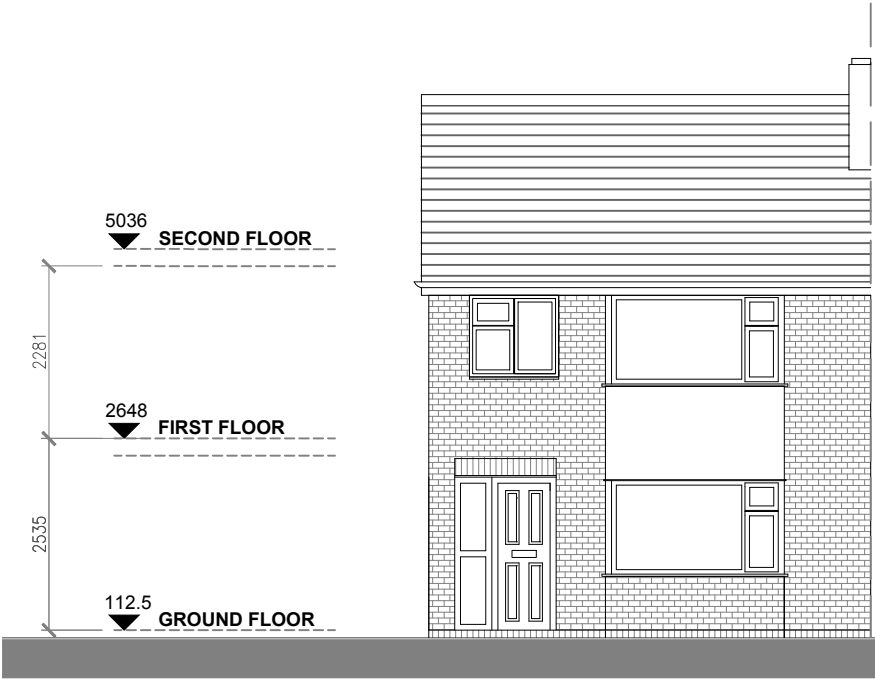 5036
SECOND FLOOR
2281
2648
FIRST FLOOR
2535
112.5
GROUND FLOOR